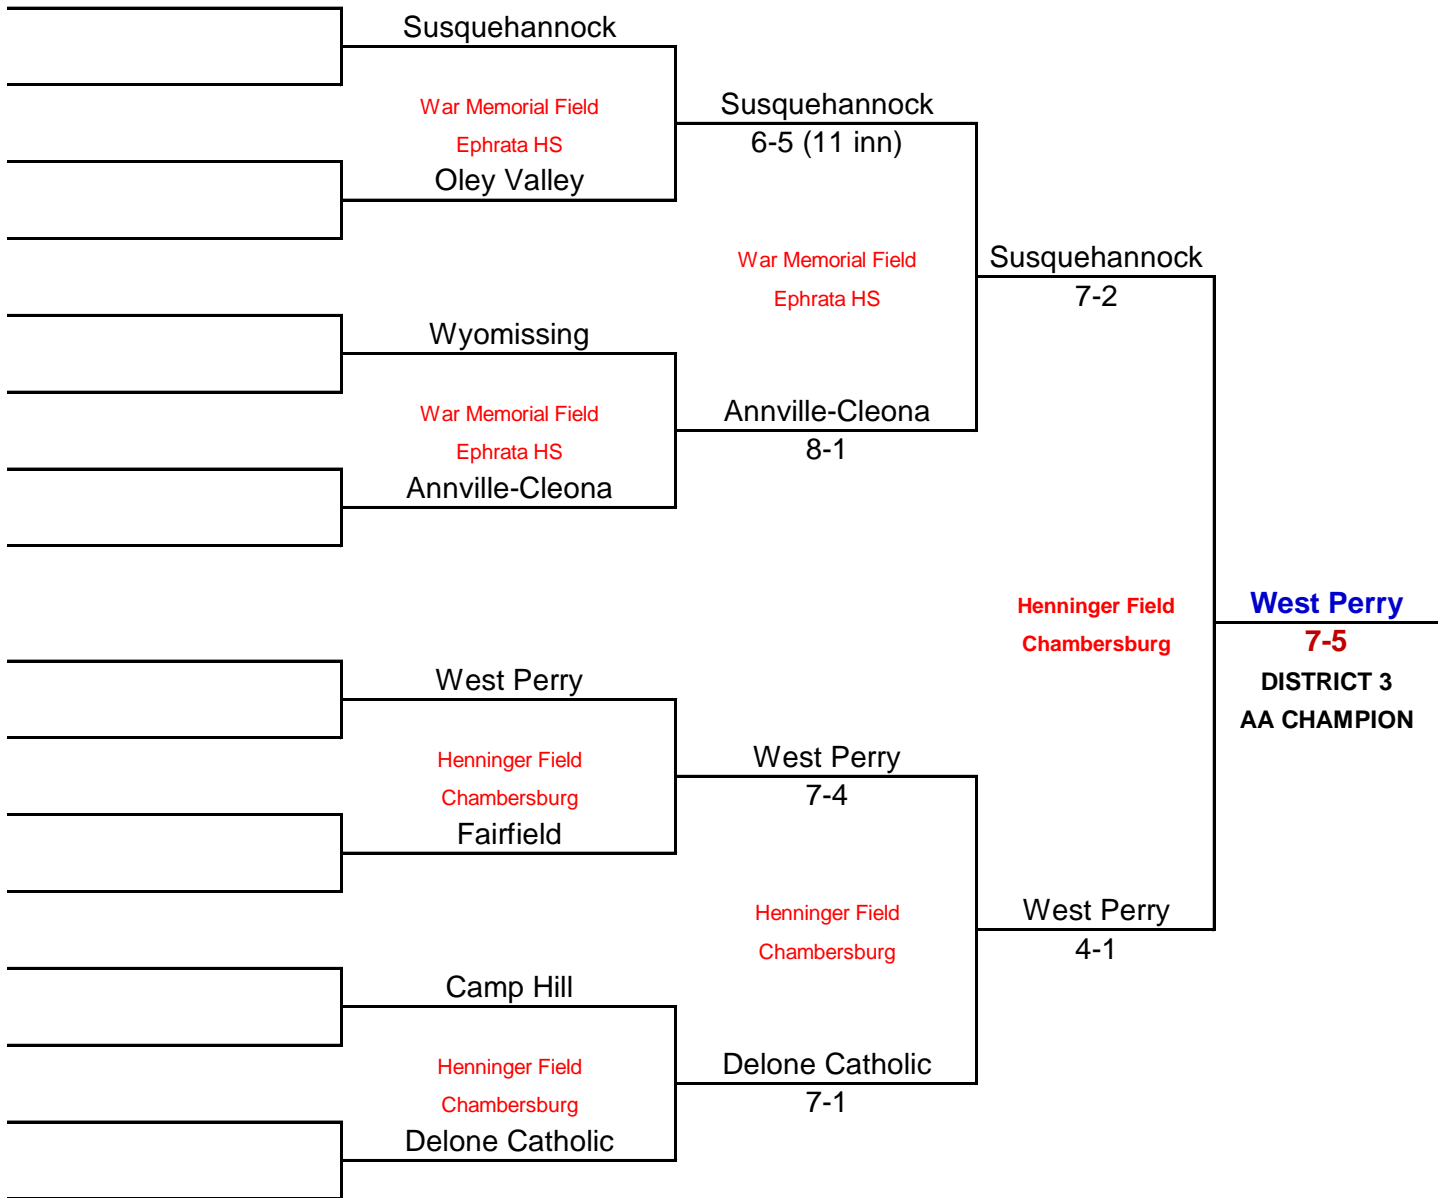 Susquehannock
War Memorial Field
Ephrata HS
Oley Valley
Susquehannock
6-5 (11 inn)
War Memorial Field
Ephrata HS
Susquehannock
7-2
Wyomissing
War Memorial Field
Ephrata HS
Annville-Cleona
Annville-Cleona
8-1
Henninger Field
Chambersburg
West Perry
7-5
DISTRICT 3
AA CHAMPION
West Perry
Henninger Field
Chambersburg
Fairfield
West Perry
7-4
Henninger Field
Chambersburg
West Perry
4-1
Camp Hill
Henninger Field
Chambersburg
Delone Catholic
Delone Catholic
7-1